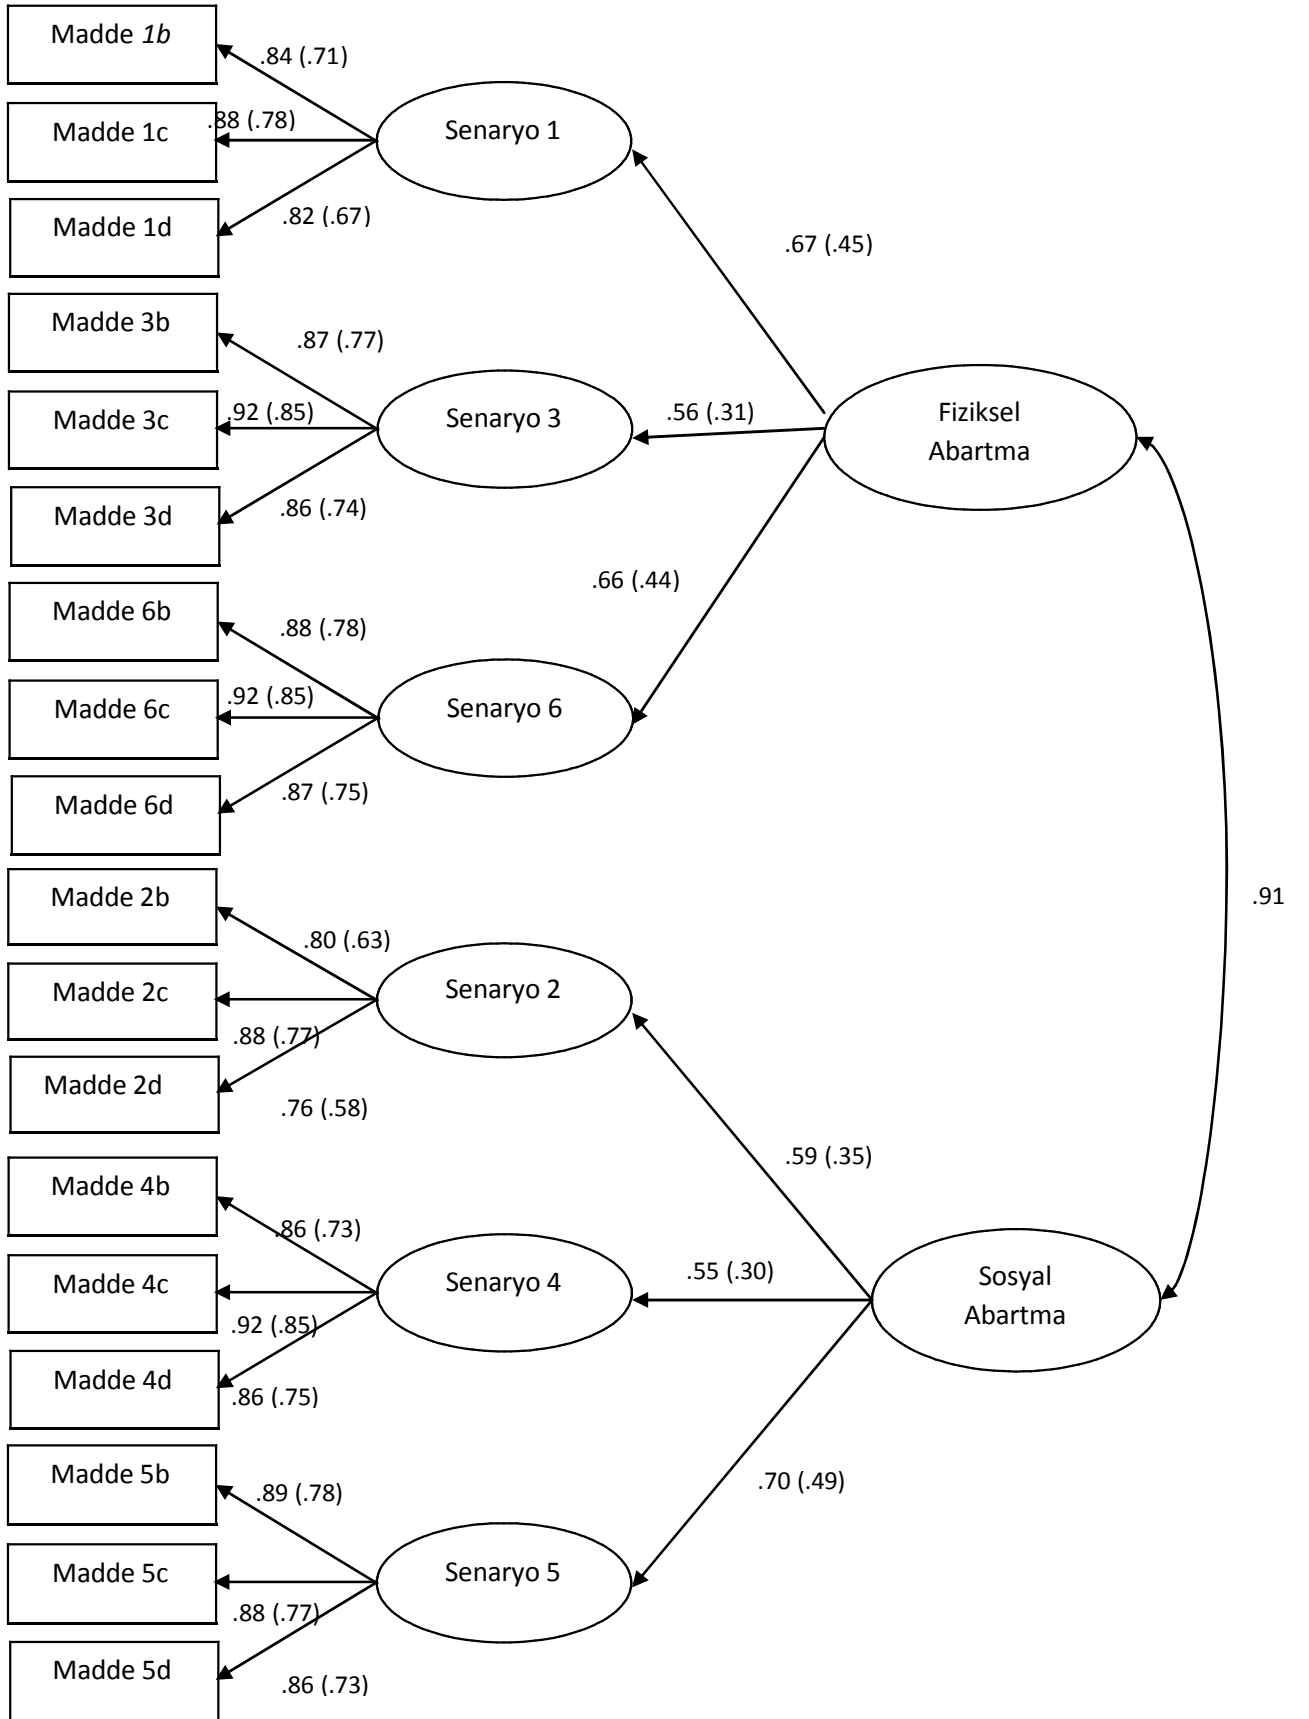 Madde 1b
.84 (.71)
.88 (.78)
Madde 1c
Senaryo 1
Madde 1d
.82 (.67)
.67 (.45)
Madde 3b
.87 (.77)
Madde 3c
.92 (.85)
Senaryo 3
.56 (.31)
Fiziksel
Abartma
Madde 3d
.86 (.74)
.66 (.44)
Madde 6b
.88 (.78)
Madde 6c
.92 (.85)
Senaryo 6
Madde 6d
.87 (.75)
Madde 2b
.91
.80 (.63)
Madde 2c
Senaryo 2
.88 (.77)
Madde 2d
.76 (.58)
.59 (.35)
Madde 4b
.86 (.73)
Madde 4c
Senaryo 4
.55 (.30)
Sosyal
Abartma
.92 (.85)
Madde 4d
.86 (.75)
Madde 5b
.89 (.78)
.70 (.49)
Madde 5c
Senaryo 5
.88 (.77)
Madde 5d
.86 (.73)